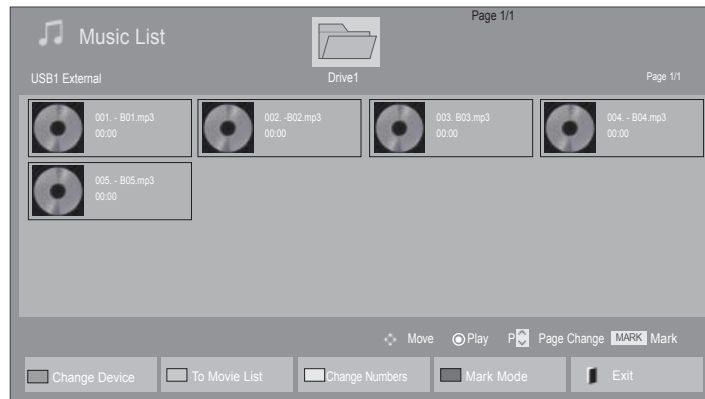 Page 1/1
Music List
USB1 External
Drive1
Page 1/1
001. - B01.mp3
00:00
002. -B02.mp3
00:00
003. B03.mp3
00:00
004. - B04.mp3
00:00
005. - B05.mp3
00:00
Move
Play
P
Page Change
MARK Mark
Change Device
To Movie List
Change Numbers
Mark Mode
Exit